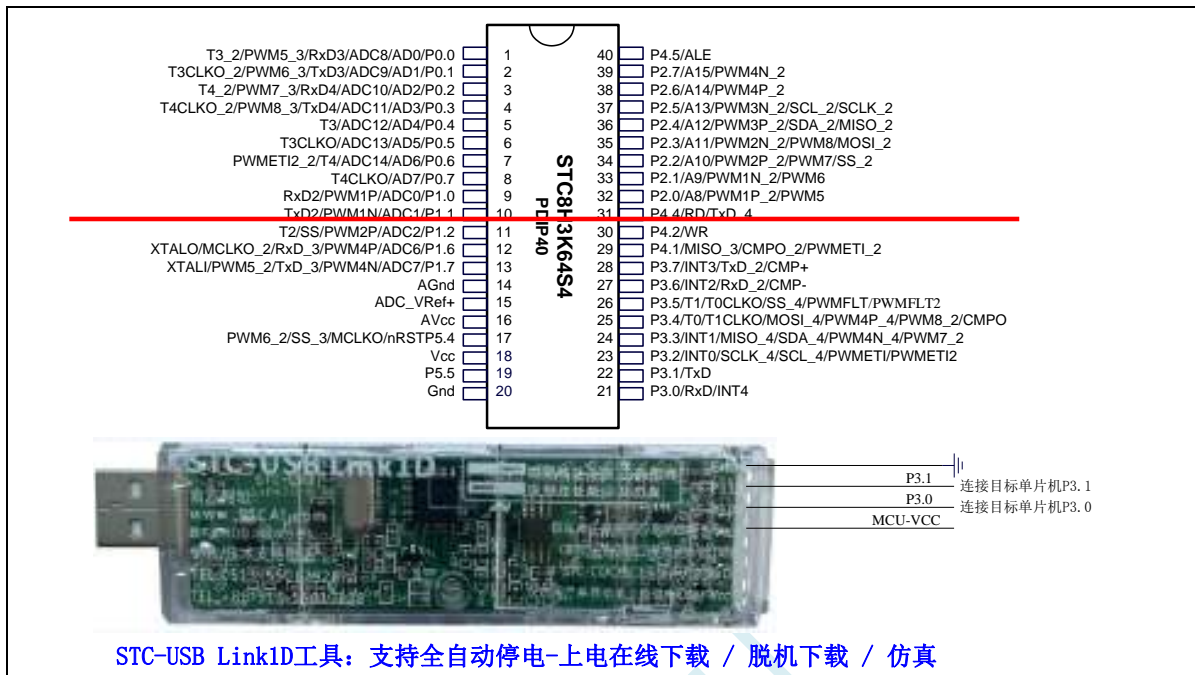 T3_2/PWM5_3/RxD3/ADC8/AD0/P0.0 1 40 P4.5/ALE
T3CLKO_2/PWM6_3/TxD3/ADC9/AD1/P0.1 2 39 P2.7/A15/PWM4N_2
T4_2/PWM7_3/RxD4/ADC10/AD2/P0.2 3 38 P2.6/A14/PWM4P_2
T4CLKO_2/PWM8_3/TxD4/ADC11/AD3/P0.3 4 37 P2.5/A13/PWM3N_2/SCL_2/SCLK_2
T3/ADC12/AD4/P0.4 5 36 P2.4/A12/PWM3P_2/SDA_2/MISO_2
T3CLKO/ADC13/AD5/P0.5 6 35 P2.3/A11/PWM2N_2/PWM8/MOSI_2
PWMETI2_2/T4/ADC14/AD6/P0.6 7 34 P2.2/A10/PWM2P_2/PWM7/SS_2
T4CLKO/AD7/P0.7 8 33 P2.1/A9/PWM1N_2/PWM6
RxD2/PWM1P/ADC0/P1.0 9 32 P2.0/A8/PWM1P_2/PWM5
TxD2/PWM1N/ADC1/P1.1 10 31 P4.4/RD/TxD_4
T2/SS/PWM2P/ADC2/P1.2 11 30 P4.2/WR
XTALO/MCLKO_2/RxD_3/PWM4P/ADC6/P1.6 12 29 P4.1/MISO_3/CMPO_2/PWMETI_2
XTALI/PWM5_2/TxD_3/PWM4N/ADC7/P1.7 13 28 P3.7/INT3/TxD_2/CMP+
AGnd 14 27 P3.6/INT2/RxD_2/CMP-
ADC_VRef+ 15 26 P3.5/T1/T0CLKO/SS_4/PWMFLT/PWMFLT2
AVcc 16 25 P3.4/T0/T1CLKO/MOSI_4/PWM4P_4/PWM8_2/CMPO
PWM6_2/SS_3/MCLKO/nRSTP5.4 17 24 P3.3/INT1/MISO_4/SDA_4/PWM4N_4/PWM7_2
Vcc 18 23 P3.2/INT0/SCLK_4/SCL_4/PWMETI/PWMETI2
P5.5 19 22 P3.1/TxD
Gnd 20 21 P3.0/RxD/INT4
STC8H3K64S4
PDIP40
STC-USB Link1D
P3.1 连接目标单片机P3.1
P3.0 连接目标单片机P3.0
MCU-VCC
STC-USB Link1D工具: 支持全自动停电-上电在线下载 / 脱机下载 / 仿真